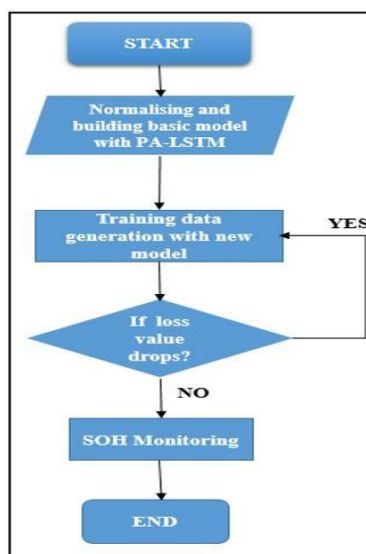 START
Normalising and
building basic model
with PA-LSTM
Training data
generation with new
model
YES
If loss
value
drops?
NO
SOH Monitoring
END